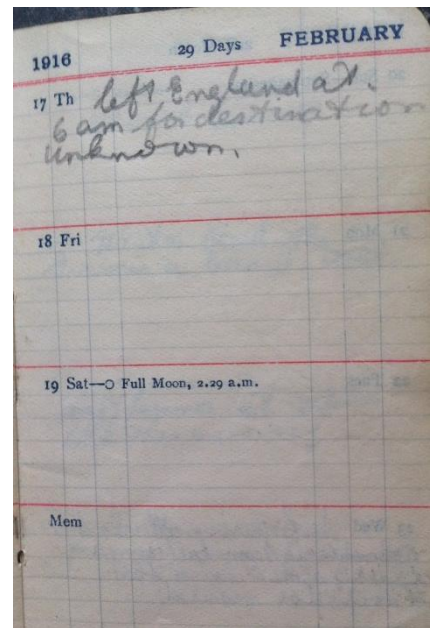 1916 29 Days FEBRUARY
17 Th left England at.
6 am for destination
unknown.
18 Fri
19 Sat—○ Full Moon, 2.29 a.m.
Mem